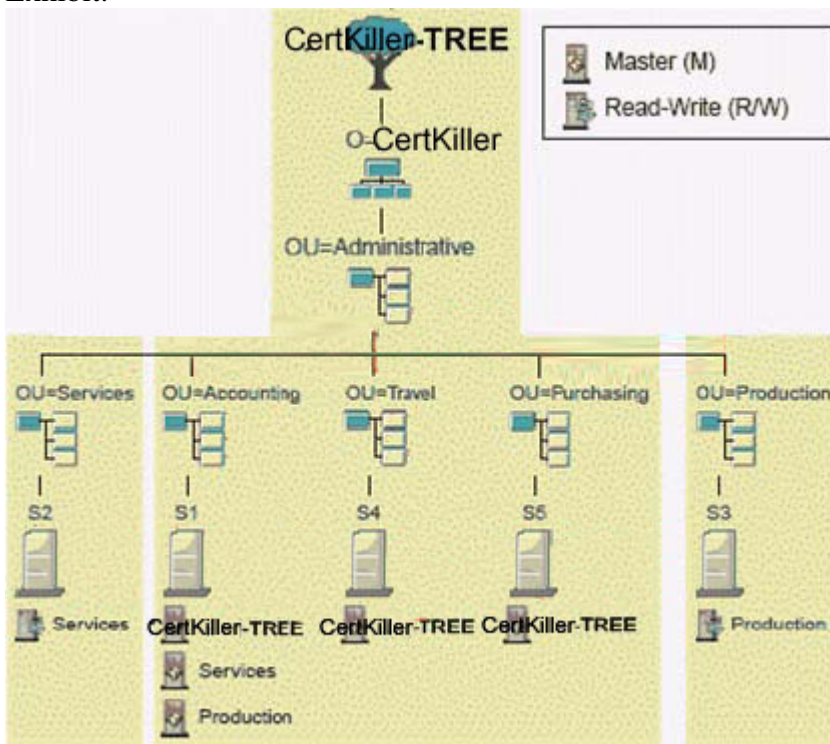 Exhibit:
CertKiller-TREE
Master (M)
Read-Write (R/W)
O-CertKiller
OU=Administrative
OU=Services
OU=Accounting
OU=Travel
OU=Purchasing
OU=Production
S2
S1
S4
S5
S3
Services
CertKiller-TREE
CertKiller-TREE
CertKiller-TREE
Production
Services
Production